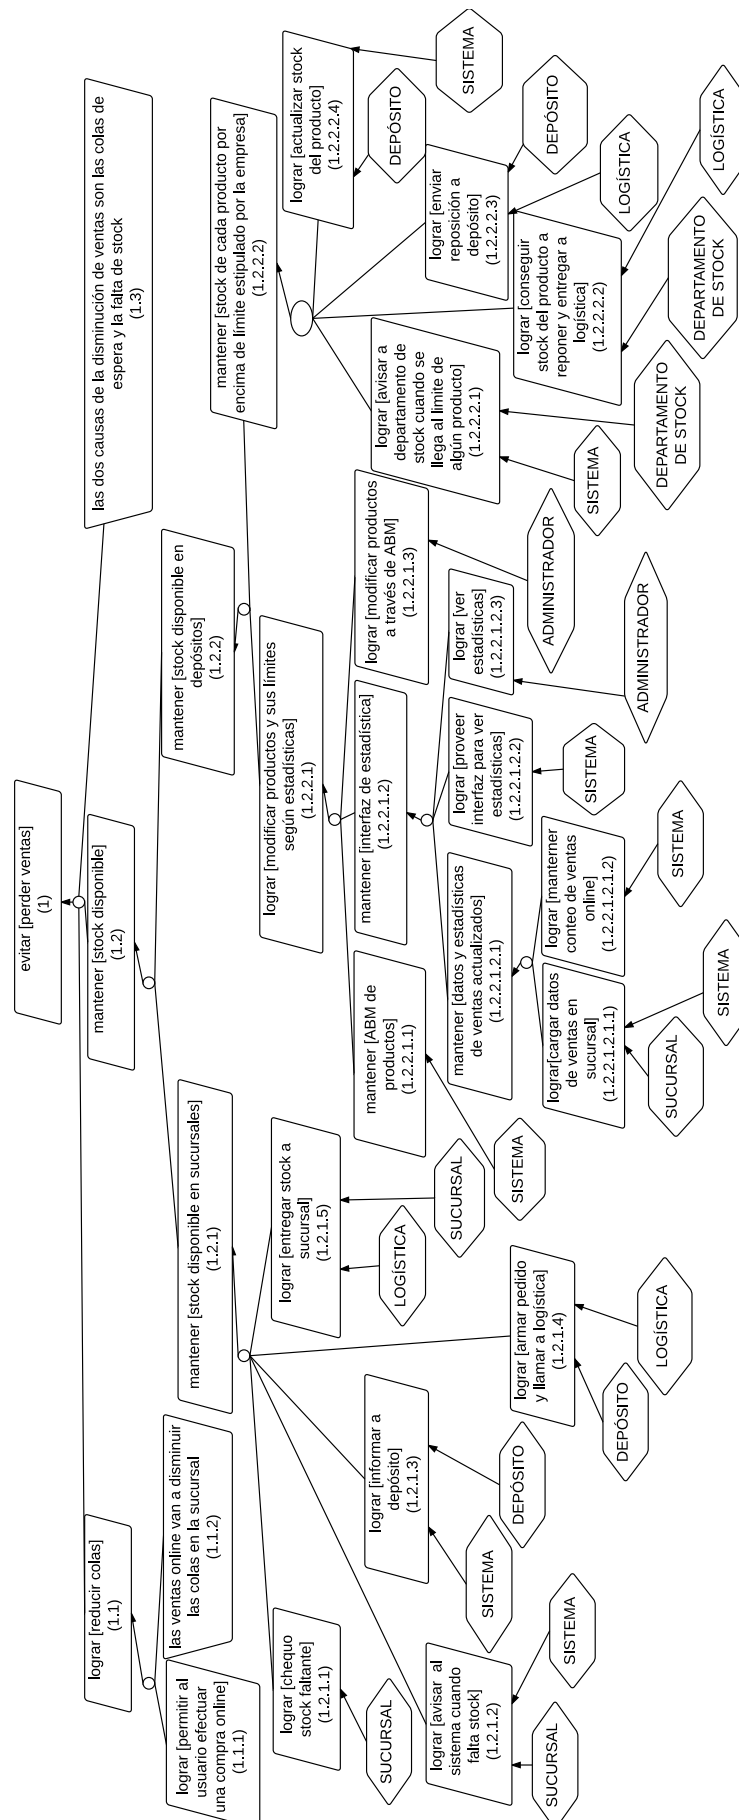 evitar [perder ventas]
(1)
lograr [reducir colas]
(1.1)
mantener [stock disponible]
(1.2)
las dos causas de la disminución de ventas son las colas de
espera y la falta de stock
(1.3)
lograr [permitir al
usuario efectuar
una compra online]
(1.1.1)
las ventas online van a disminuir
las colas en la sucursal
(1.1.2)
mantener [stock disponible en sucursales]
(1.2.1)
mantener [stock disponible en
depósitos]
(1.2.2)
lograr [chequo
stock faltante]
(1.2.1.1)
SUCURSAL
lograr [avisar al
sistema cuando
falta stock]
(1.2.1.2)
SUCURSAL
SISTEMA
lograr [informar a
depósito]
(1.2.1.3)
SISTEMA
DEPÓSITO
lograr [armar pedido
y llamar a logística]
(1.2.1.4)
DEPÓSITO
LOGÍSTICA
lograr [entregar stock a
sucursal]
(1.2.1.5)
LOGÍSTICA
SUCURSAL
lograr [modificar productos y sus límites
según estadísticas]
(1.2.2.1)
mantener [stock de cada producto por
encima de límite estipulado por la empresa]
(1.2.2.2)
mantener [ABM de
productos]
(1.2.2.1.1)
SISTEMA
mantener [interfaz de estadística]
(1.2.2.1.2)
lograr [modificar productos
a través de ABM]
(1.2.2.1.3)
ADMINISTRADOR
mantener [datos y estadísticas
de ventas actualizados]
(1.2.2.1.2.1)
lograr [proveer
interfaz para ver
estadísticas]
(1.2.2.1.2.2)
SISTEMA
lograr [ver
estadísticas]
(1.2.2.1.2.3)
ADMINISTRADOR
lograr[cargar datos
de ventas en
sucursal]
(1.2.2.1.2.1.1)
SUCURSAL
SISTEMA
lograr [manterner
conteo de ventas
online]
(1.2.2.1.2.1.2)
SISTEMA
lograr [avisar a
departamento de
stock cuando se
llega al limite de
algún producto]
(1.2.2.2.1)
SISTEMA
DEPARTAMENTO
DE STOCK
lograr [conseguir
stock del producto a
reponer y entregar a
logística]
(1.2.2.2.2)
DEPARTAMENTO
DE STOCK
LOGÍSTICA
lograr [enviar
reposición a
depósito]
(1.2.2.2.3)
LOGÍSTICA
DEPÓSITO
lograr [actualizar stock
del producto]
(1.2.2.2.4)
DEPÓSITO
SISTEMA